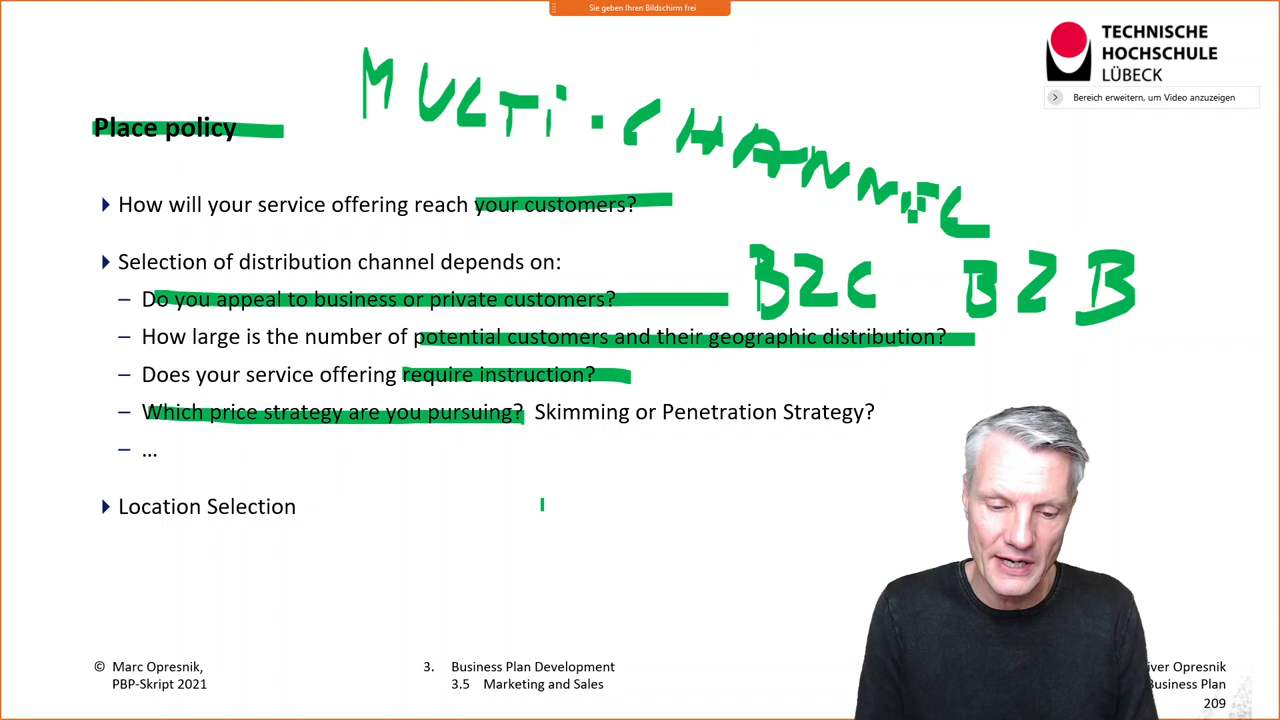 Sie geben Ihren Bildschirm frei
TECHNISCHE
HOCHSCHULE
LÜBECK
Bereich erweitern, um Video anzuzeigen
MULTI-CHANNEL
Place policy
How will your service offering reach your customers?
Selection of distribution channel depends on:
B2C B2B
– Do you appeal to business or private customers?
– How large is the number of potential customers and their geographic distribution?
– Does your service offering require instruction?
– Which price strategy are you pursuing? Skimming or Penetration Strategy?
– ...
Location Selection
© Marc Opresnik,
PBP-Skript 2021
3. Business Plan Development
3.5 Marketing and Sales
iver Opresnik
Business Plan
209